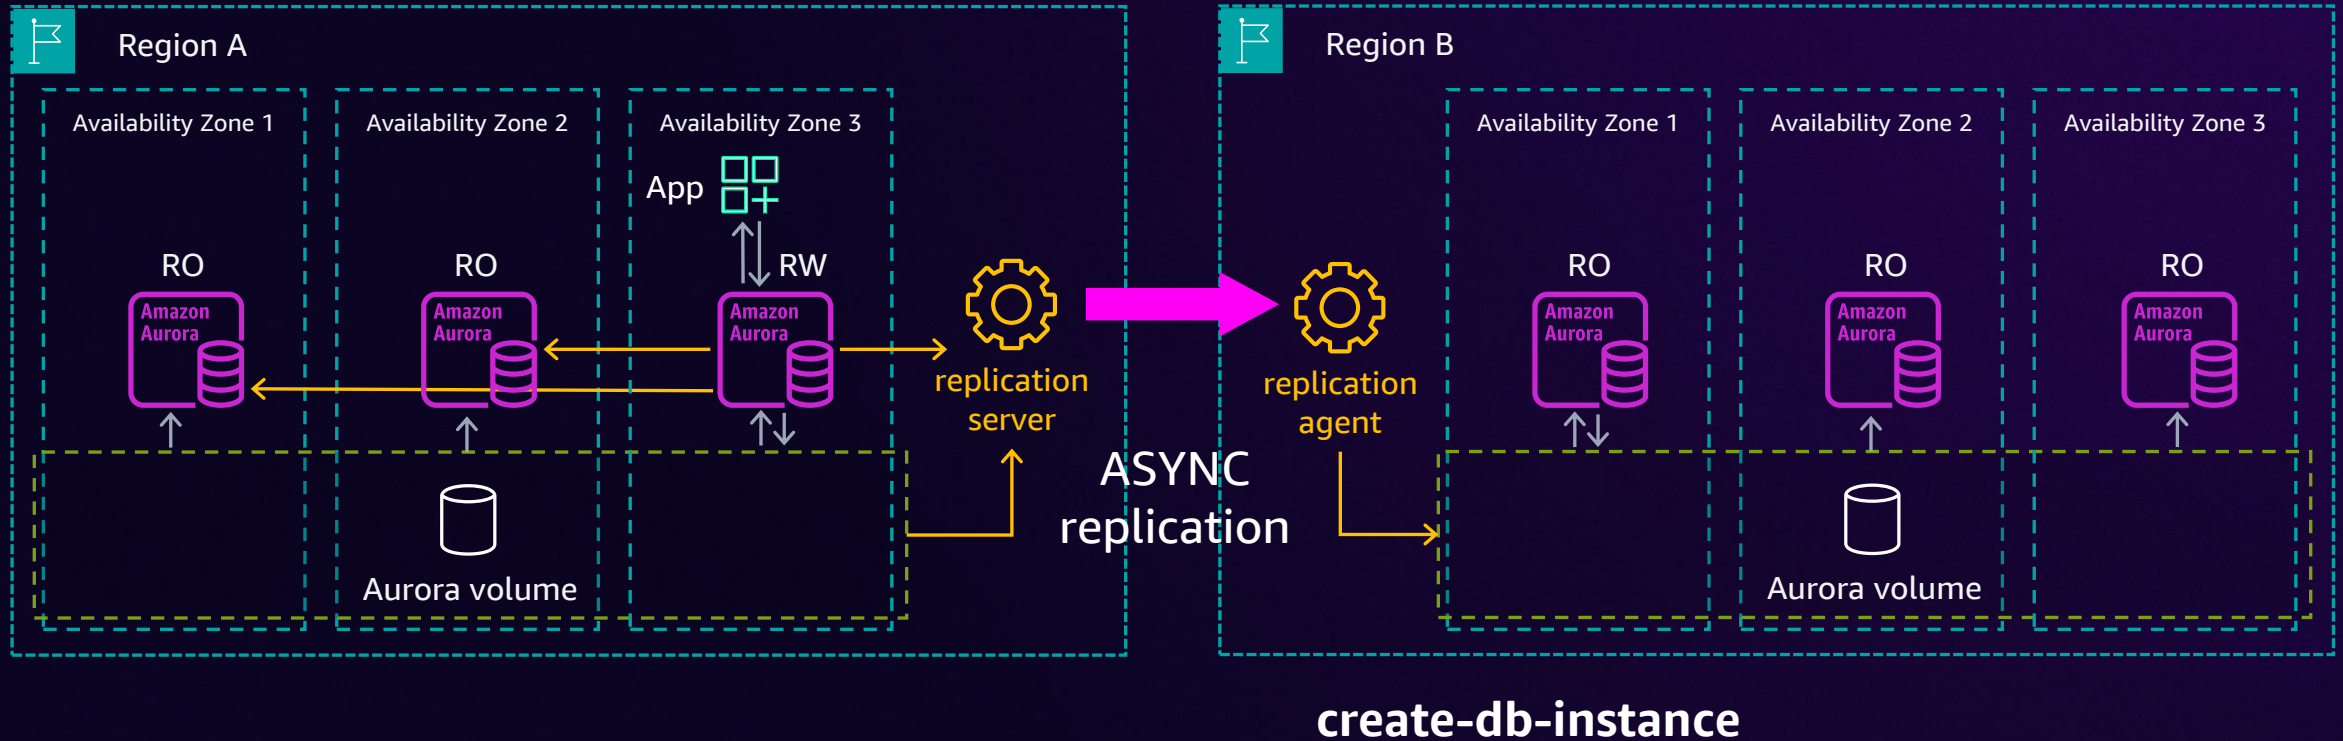 Region A
Availability Zone 1
Availability Zone 2
Availability Zone 3
App
RO
RO
RW
Amazon
Aurora
Amazon
Aurora
Amazon
Aurora
replication
server
Aurora volume
ASYNC
replication
Region B
Availability Zone 1
Availability Zone 2
Availability Zone 3
RO
RO
RO
Amazon
Aurora
Amazon
Aurora
Amazon
Aurora
replication
agent
Aurora volume
create-db-instance